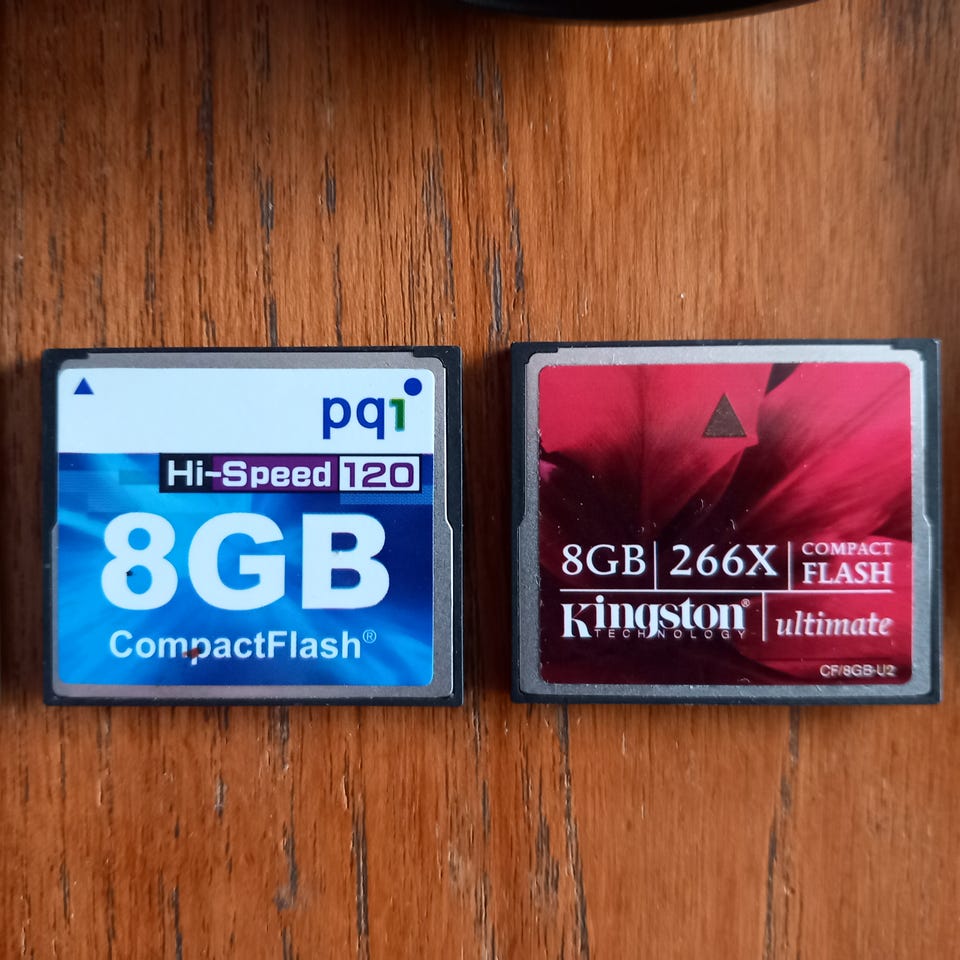 pqi
Hi-Speed 120
8GB
CompactFlash®
8GB | 266X | COMPACT FLASH
Kingston® | ultimate
TECHNOLOGY
CF/8GB-U2